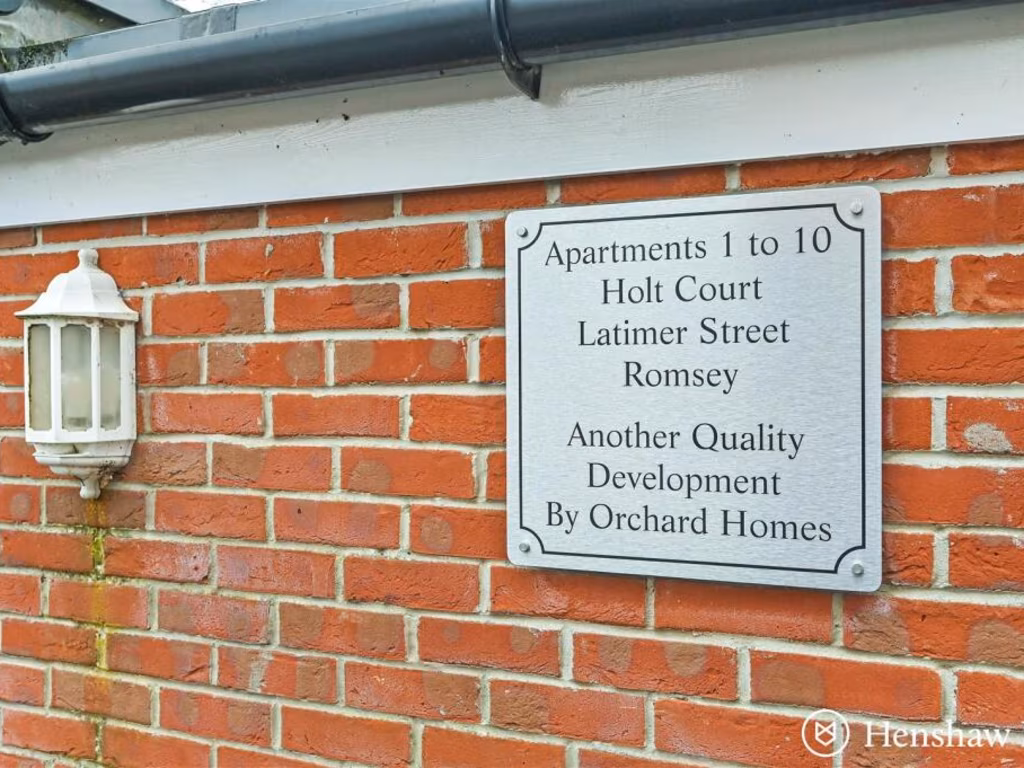 Apartments 1 to 10
Holt Court
Latimer Street
Romsey
Another Quality
Development
By Orchard Homes
Henshaw